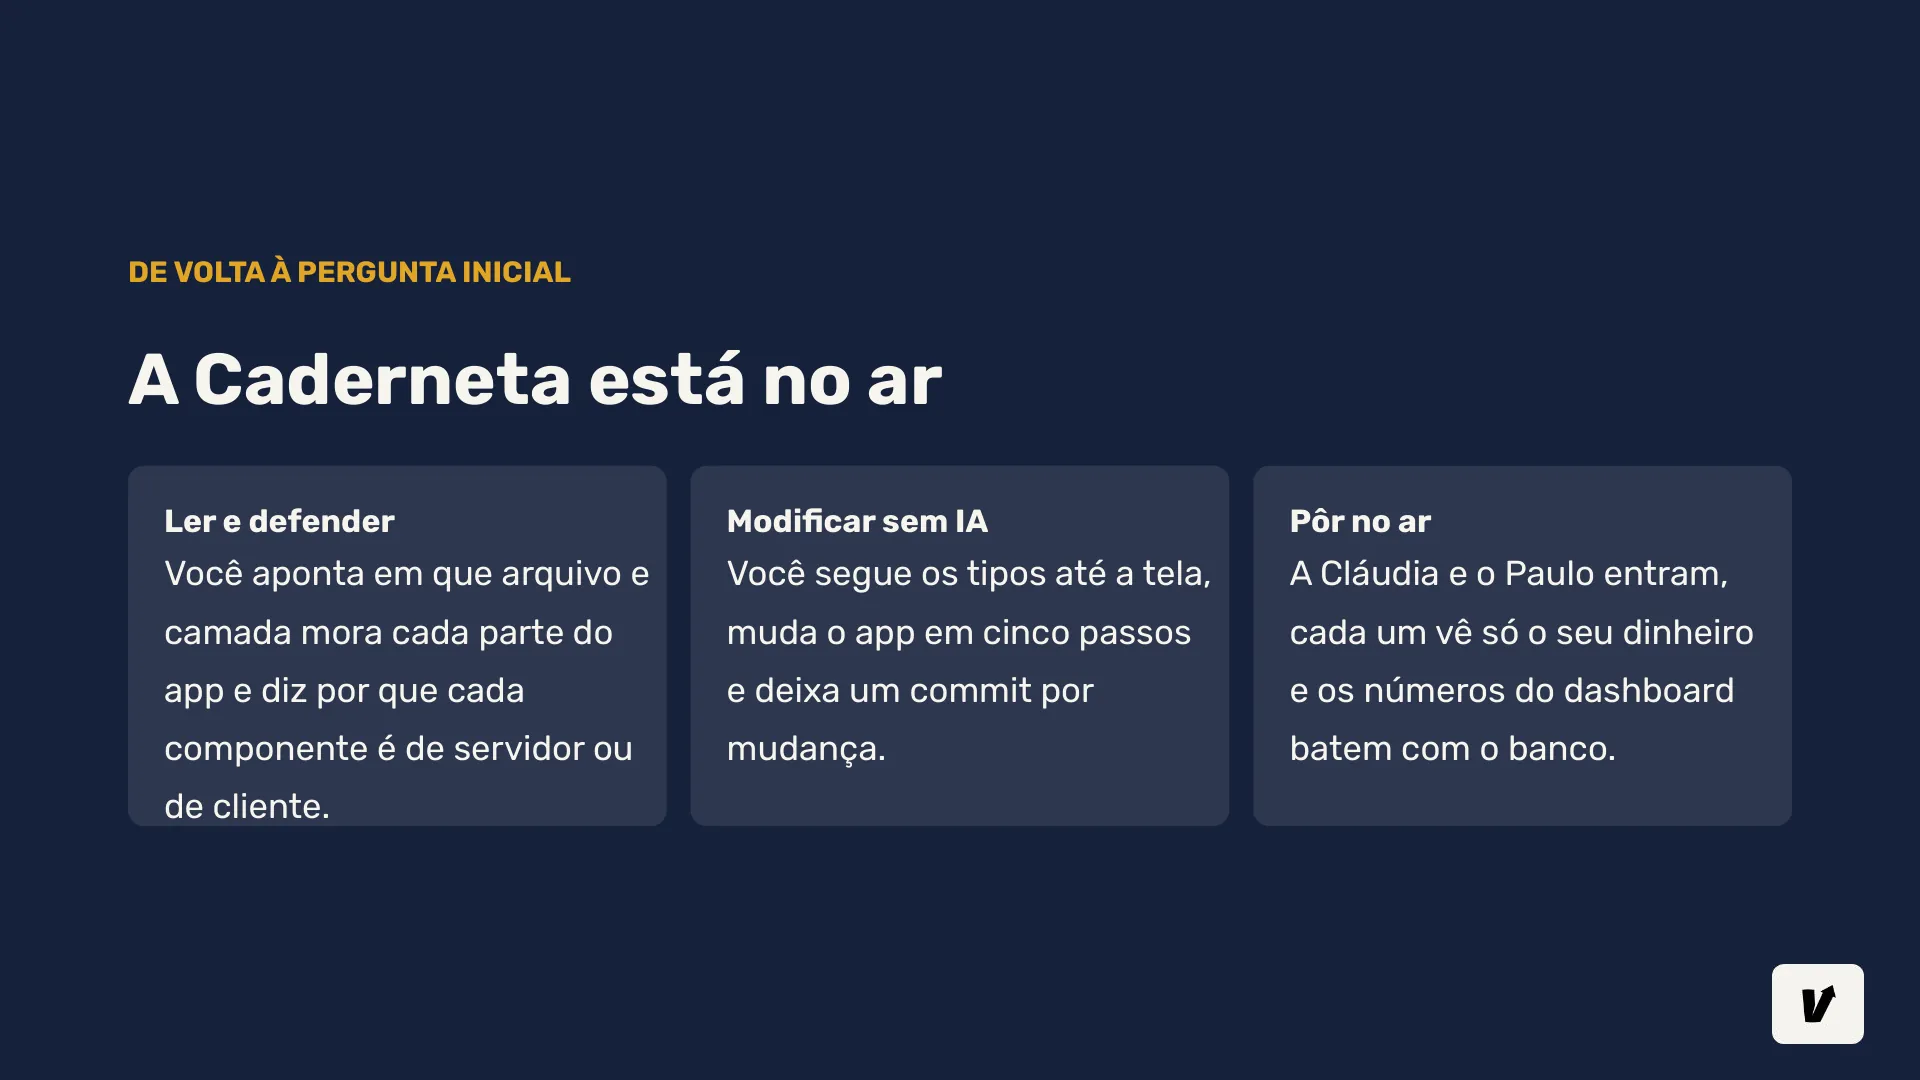 DE VOLTA À PERGUNTA INICIAL
A Caderneta está no ar
Ler e defender
Você aponta em que arquivo e
camada mora cada parte do
app e diz por que cada
componente é de servidor ou
de cliente.
Modificar sem IA
Você segue os tipos até a tela,
muda o app em cinco passos
e deixa um commit por
mudança.
Pôr no ar
A Cláudia e o Paulo entram,
cada um vê só o seu dinheiro
e os números do dashboard
batem com o banco.
V